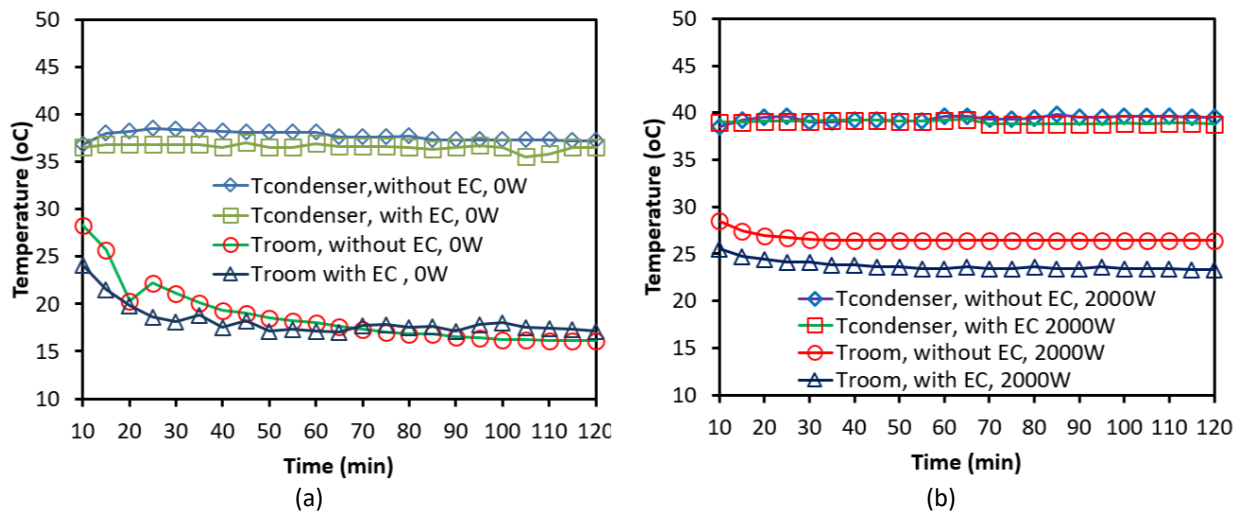 50
45
40
35
30
25
20
15
10
Temperature (oC)
Tcondenser,without EC, 0W
Tcondenser, with EC, 0W
Troom, without EC, 0W
Troom with EC , 0W
10 20 30 40 50 60 70 80 90 100 110 120
Time (min)
(a)
50
45
40
35
30
25
20
15
10
Temperature (oC)
Tcondenser, without EC, 2000W
Tcondenser, with EC 2000W
Troom, without EC, 2000W
Troom, with EC, 2000W
10 20 30 40 50 60 70 80 90 100 110 120
Time (min)
(b)